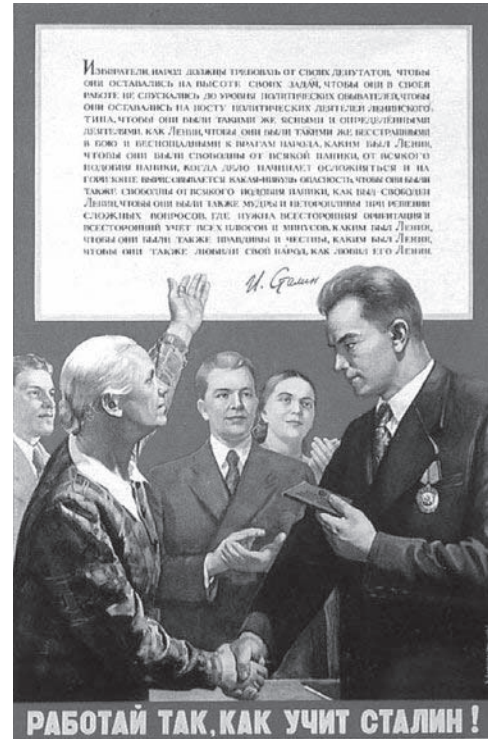 Избиратели, народ должны требовать от своих депутатов, чтобы
они оставались на высоте своих задач, чтобы они в своей
работе не спускались до уровня политических обывателей, чтобы
они оставались на посту политических деятелей ленинского
типа, чтобы они были такими же ясными и определёнными
деятелями, как Ленин, чтобы они были такими же бесстрашными
в бою и беспощадными к врагам народа, каким был Ленин,
чтобы они были свободны от всякой паники, от всякого
подобия паники, когда дело начинает осложняться и на
горизонте вырисовывается какая-нибудь опасность, чтобы они были
также свободны от всякого подобия паники, как был свободен
Ленин, чтобы они были также мудры и неторопливы при решении
сложных вопросов, где нужна всесторонняя ориентация и
всесторонний учет всех плюсов и минусов, каким был Ленин,
чтобы они были также правдивы и честны, каким был Ленин,
чтобы они также любили свой народ, как любил его Ленин.
И. Сталин
РАБОТАЙ ТАК, КАК УЧИТ СТАЛИН!